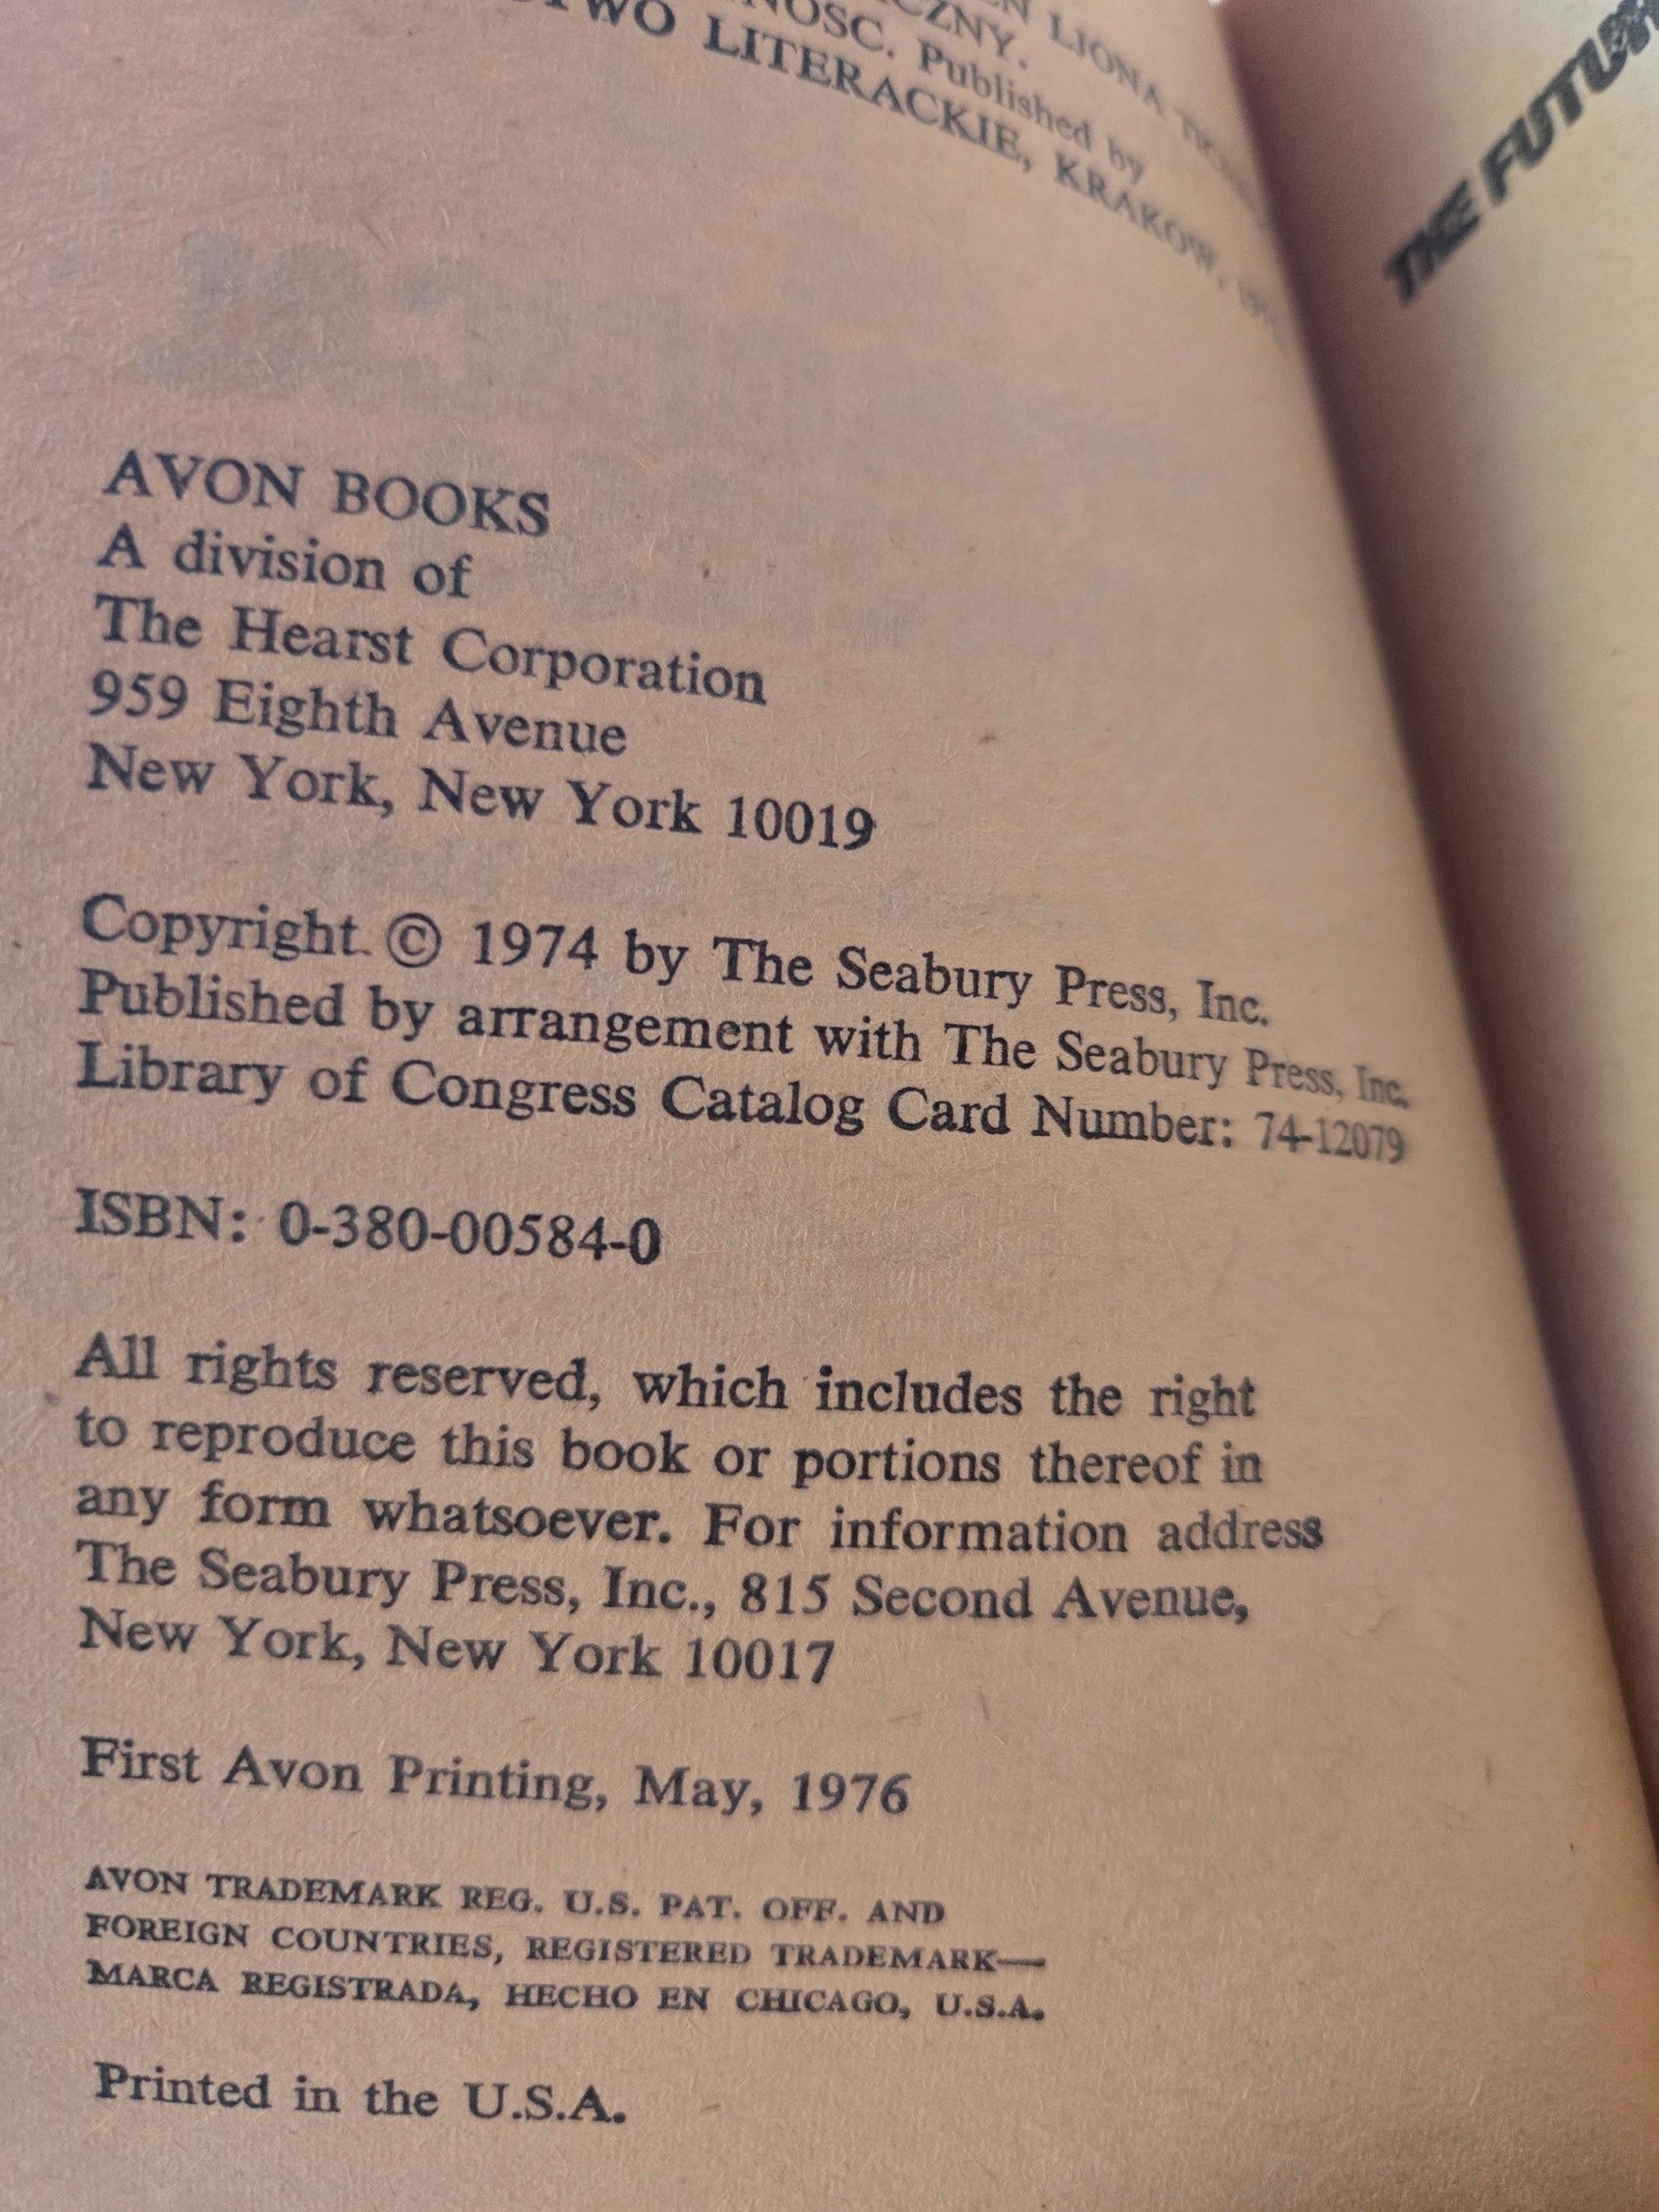 LIONA
CZNY.
NOSC. Published by
TWO LITERACKIE, KRAKOW,
THE FUTU
AVON BOOKS
A division of
The Hearst Corporation
959 Eighth Avenue
New York, New York 10019
Copyright © 1974 by The Seabury Press, Inc.
Published by arrangement with The Seabury Press, Inc.
Library of Congress Catalog Card Number: 74-12079
ISBN: 0-380-00584-0
All rights reserved, which includes the right
to reproduce this book or portions thereof in
any form whatsoever. For information address
The Seabury Press, Inc., 815 Second Avenue,
New York, New York 10017
First Avon Printing, May, 1976
AVON TRADEMARK REG. U.S. PAT. OFF. AND
FOREIGN COUNTRIES, REGISTERED TRADEMARK—
MARCA REGISTRADA, HECHO EN CHICAGO, U.S.A.
Printed in the U.S.A.